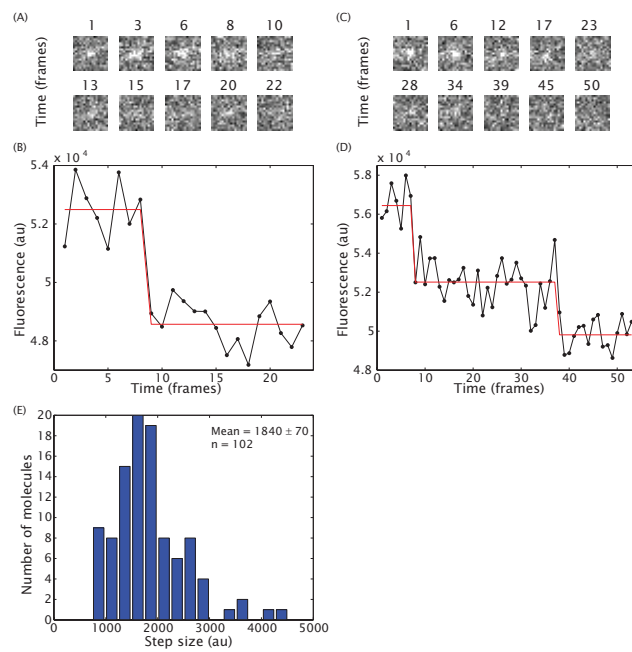 (A)
1 3 6 8 10
Time (frames)
13 15 17 20 22
(B)
x 10⁴
5.4
5.2
5
4.8
Fluorescence (au)
0 5 10 15 20
Time (frames)
(C)
1 6 12 17 23
Time (frames)
28 34 39 45 50
(D)
x 10⁴
5.8
5.6
5.4
5.2
5.0
4.8
Fluorescence (au)
0 10 20 30 40 50
Time (frames)
(E)
20
18
16
14
12
10
8
6
4
2
0
Number of molecules
Mean = 1840 ± 70
n = 102
0 1000 2000 3000 4000 5000
Step size (au)